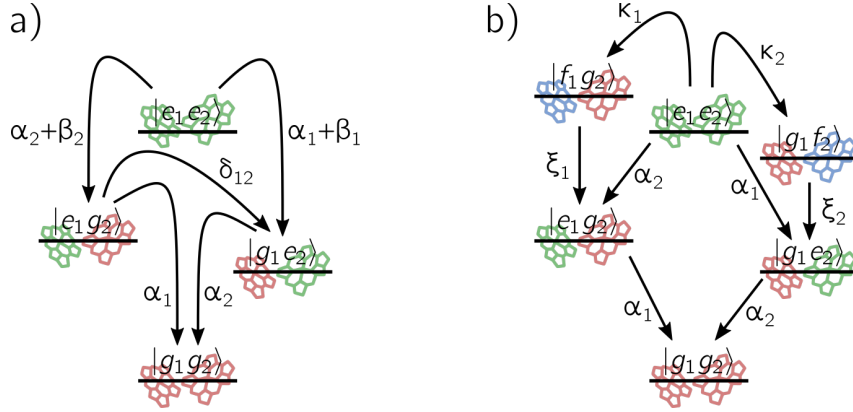 a)
|e₁e₂⟩
α₂+β₂
α₁+β₁
δ₁₂
|e₁g₂⟩
|g₁e₂⟩
α₁
α₂
|g₁g₂⟩
b)
κ₁
κ₂
|f₁g₂⟩
|e₁e₂⟩
|g₁f₂⟩
ξ₁
α₂
α₁
ξ₂
|e₁g₂⟩
|g₁e₂⟩
α₁
α₂
|g₁g₂⟩